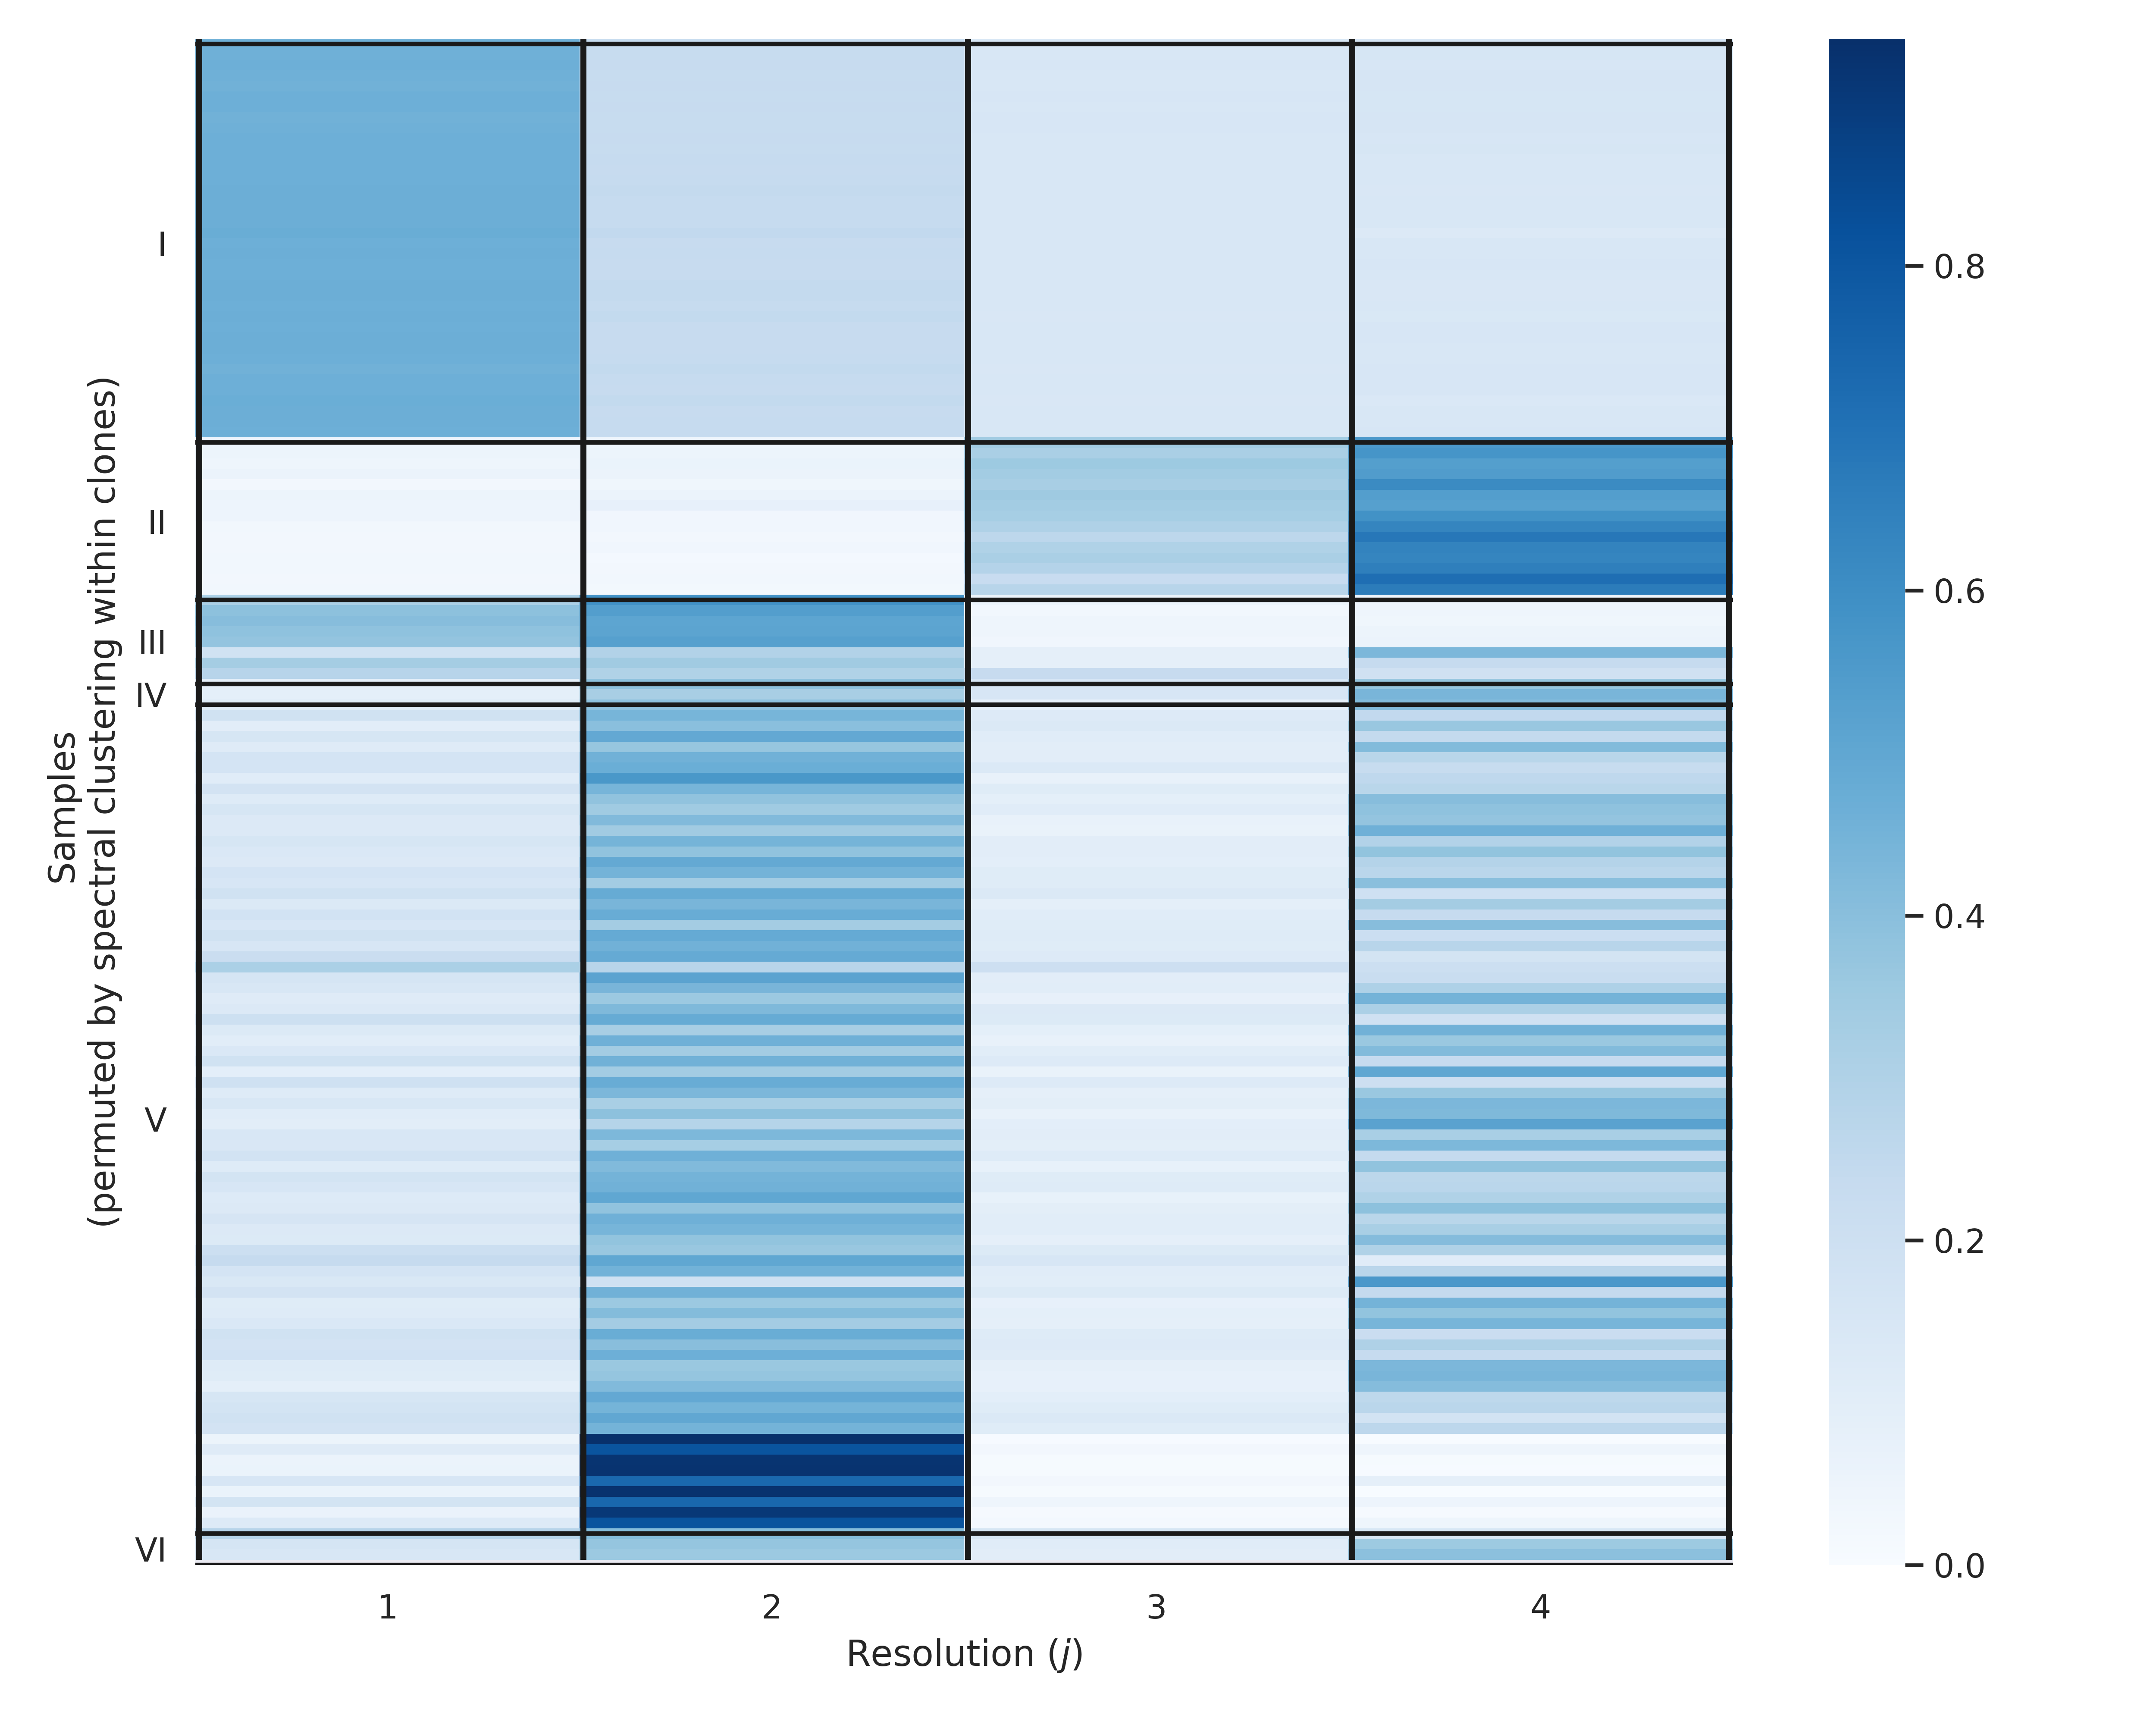 Samples
(permuted by spectral clustering within clones)
I
II
III
IV
V
VI
1 2 3 4
Resolution (j)
0.8
0.6
0.4
0.2
0.0